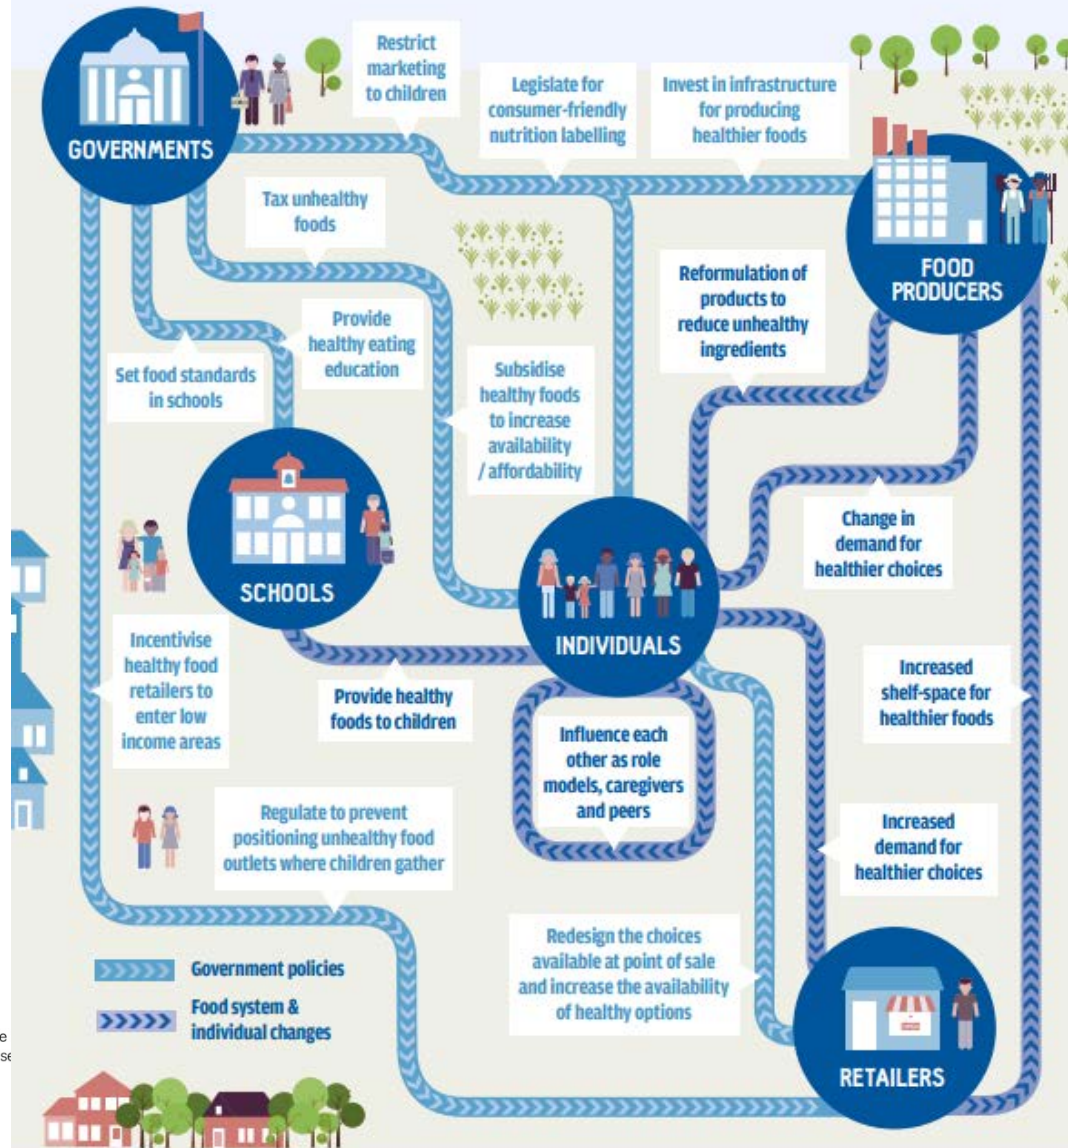 GOVERNMENTS
Restrict
marketing
to children
Legislate for
consumer-friendly
nutrition labelling
Invest in infrastructure
for producing
healthier foods
Tax unhealthy
foods
FOOD
PRODUCERS
Reformulation of
products to
reduce unhealthy
ingredients
Provide
healthy eating
education
Set food standards
in schools
Subsidise
healthy foods
to increase
availability
/ affordability
Change in
demand for
healthier choices
SCHOOLS
INDIVIDUALS
Incentivise
healthy food
retailers to
enter low
income areas
Provide healthy
foods to children
Increased
shelf-space for
healthier foods
Influence each
other as role
models, caregivers
and peers
Regulate to prevent
positioning unhealthy food
outlets where children gather
Increased
demand for
healthier choices
Redesign the choices
available at point of sale
and increase the availability
of healthy options
Government policies
Food system &
individual changes
RETAILERS
e
se